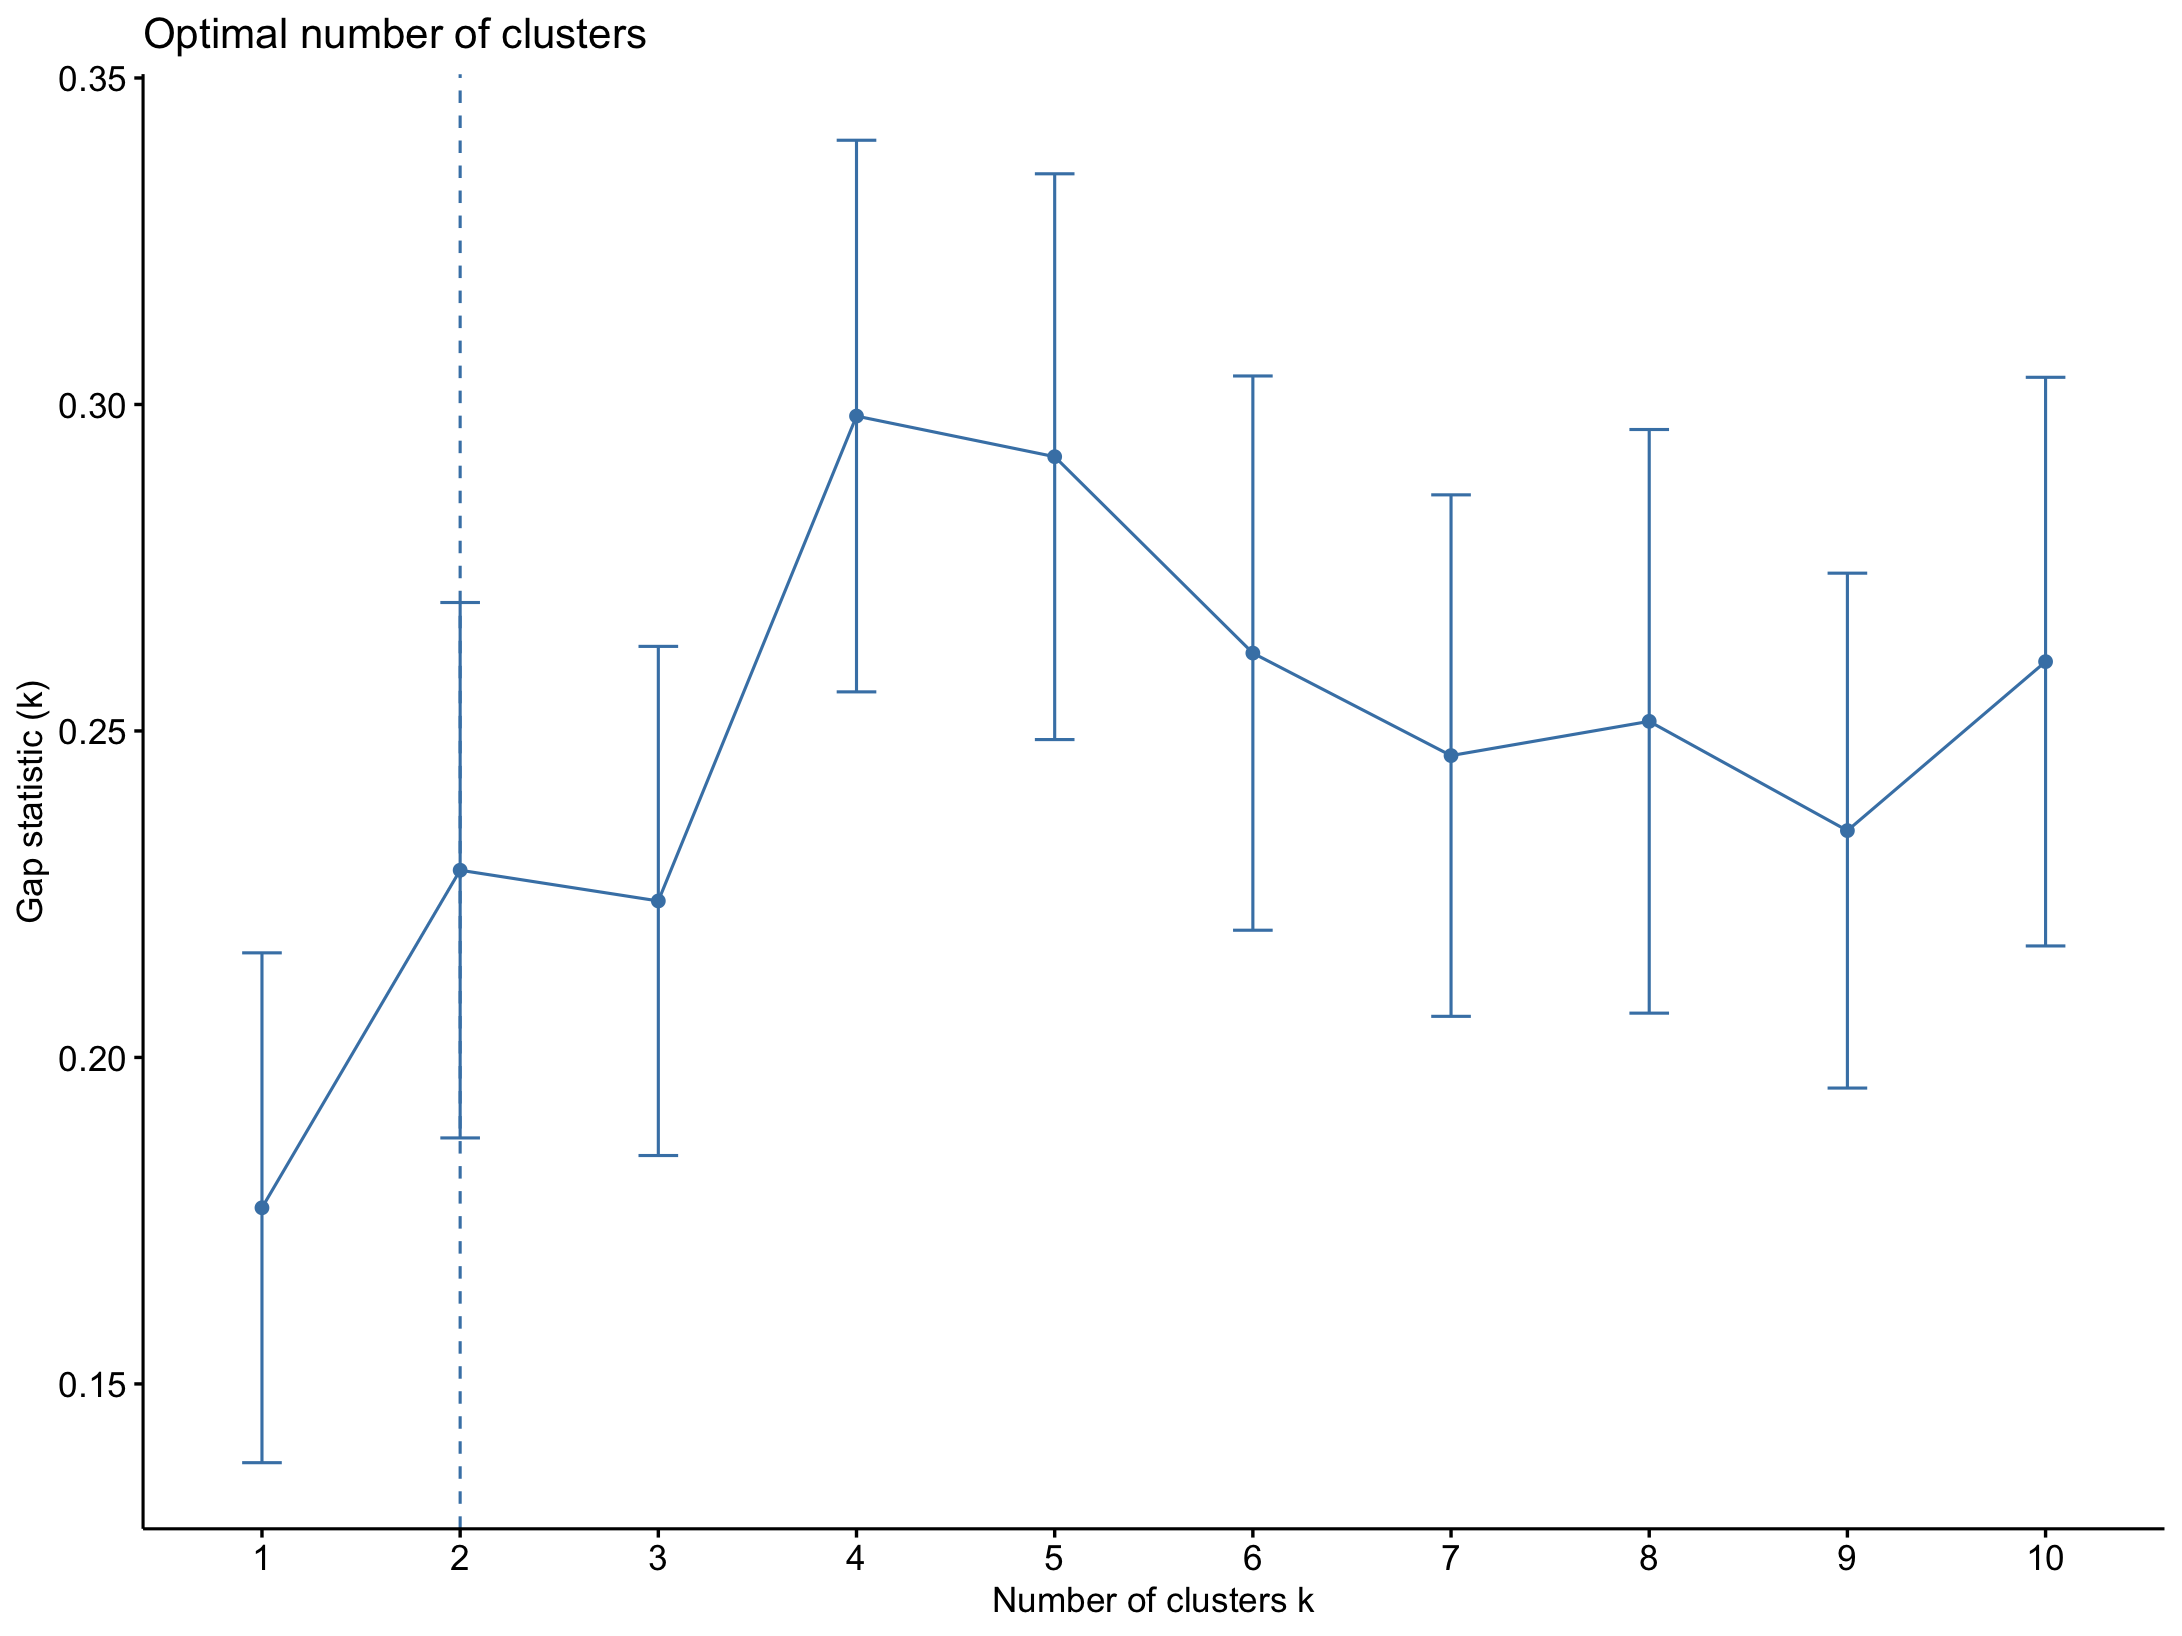 Optimal number of clusters
0.35
0.30
0.25
0.20
0.15
Gap statistic (k)
1 2 3 4 5 6 7 8 9 10
Number of clusters k